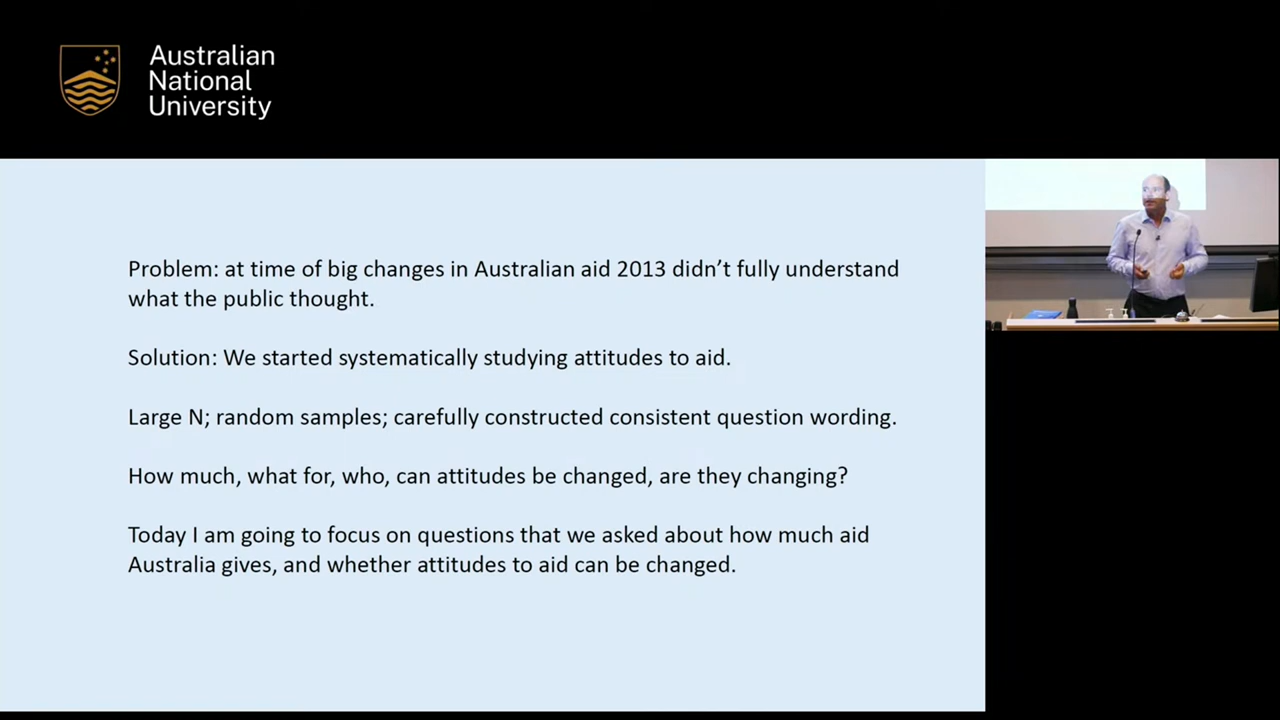 Australian
National
University
Problem: at time of big changes in Australian aid 2013 didn’t fully understand
what the public thought.
Solution: We started systematically studying attitudes to aid.
Large N; random samples; carefully constructed consistent question wording.
How much, what for, who, can attitudes be changed, are they changing?
Today I am going to focus on questions that we asked about how much aid
Australia gives, and whether attitudes to aid can be changed.